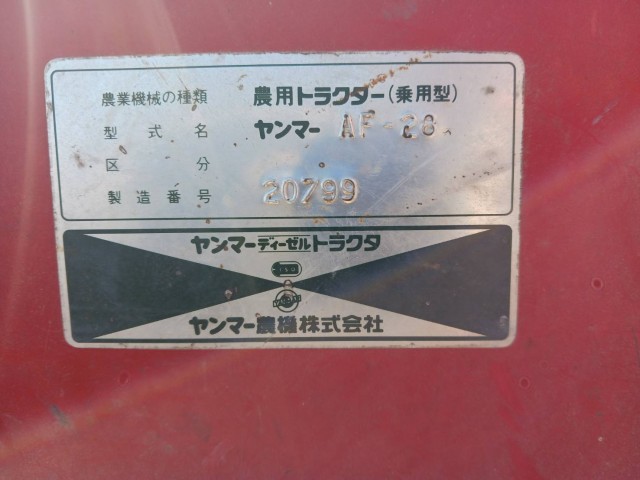 農業機械の種類 農用トラクター(乗用型)
型式名 ヤンマー AF-28
区分
製造番号 20799
ヤンマーディーゼルトラクタ
ヤンマー農機株式会社